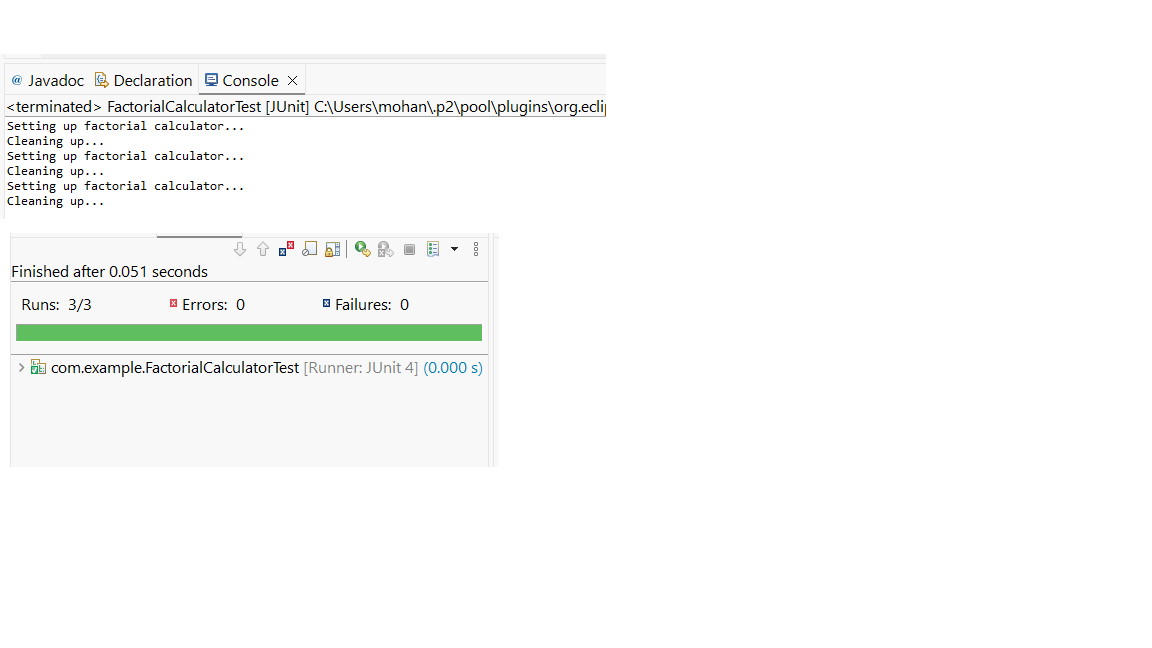 @ Javadoc Declaration Console
<terminated> FactorialCalculatorTest [JUnit] C:\Users\mohan\.p2\pool\plugins\org.eclip
Setting up factorial calculator...
Cleaning up...
Setting up factorial calculator...
Cleaning up...
Setting up factorial calculator...
Cleaning up...
Finished after 0.051 seconds
Runs: 3/3 Errors: 0 Failures: 0
com.example.FactorialCalculatorTest [Runner: JUnit 4] (0.000 s)